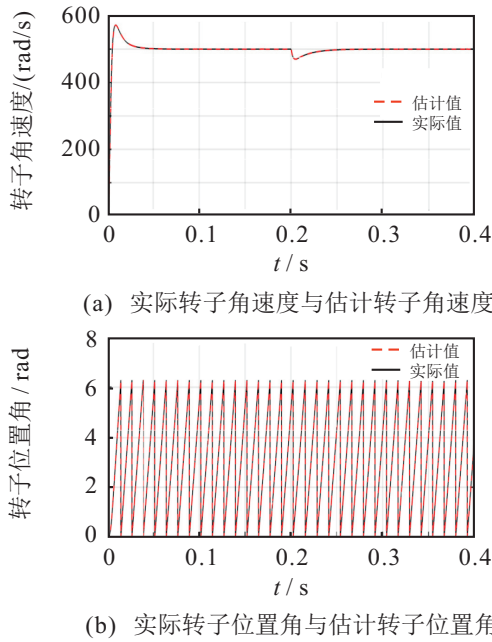 600
400
200
0
转子角速度/(rad/s)
估计值
实际值
0 0.1 0.2 0.3 0.4
t / s
(a) 实际转子角速度与估计转子角速度
8
6
4
2
0
转子位置角 / rad
估计值
实际值
0 0.1 0.2 0.3 0.4
t / s
(b) 实际转子位置角与估计转子位置角